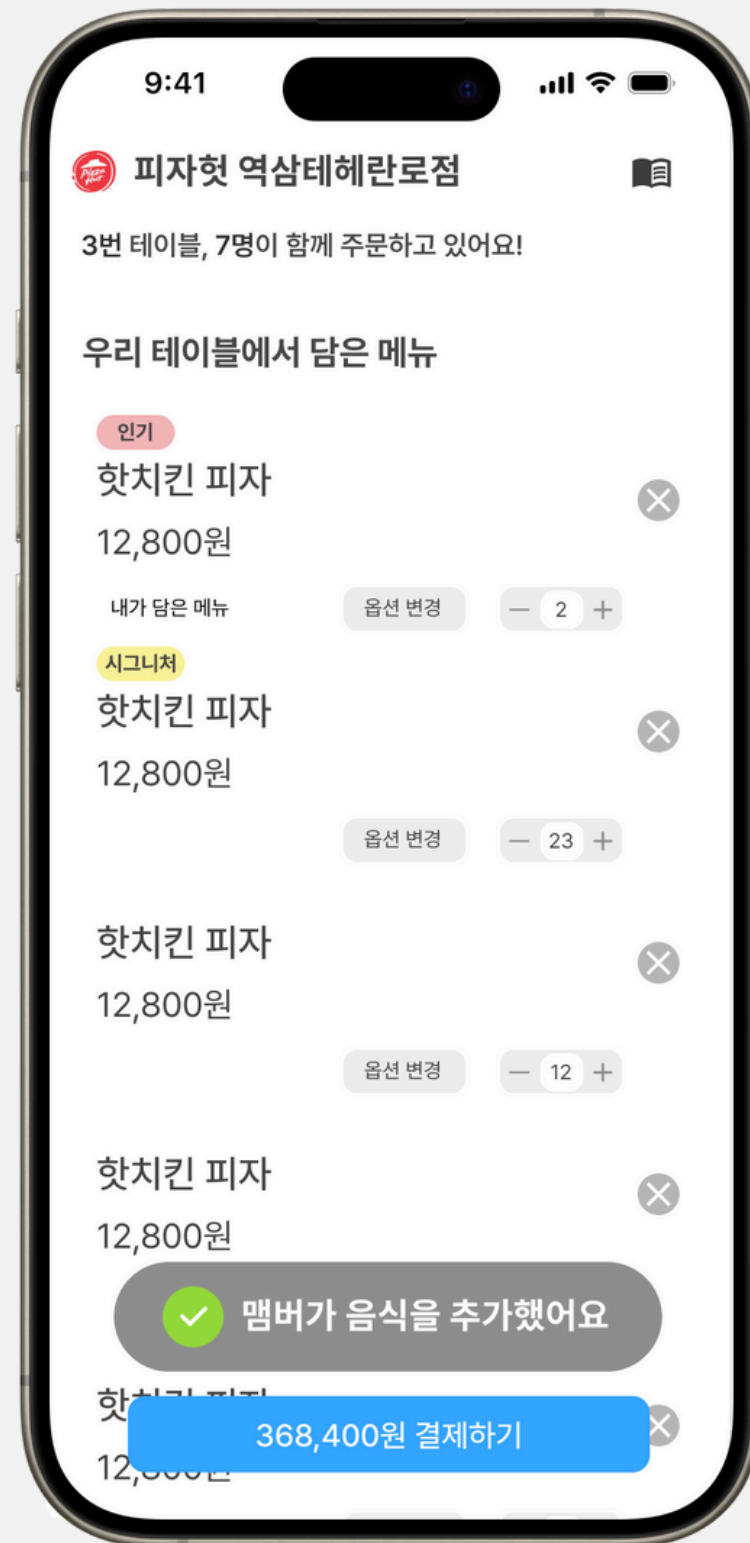 9:41
Pizza Hut
피자헛 역삼테헤란로점
3번 테이블, 7명이 함께 주문하고 있어요!
우리 테이블에서 담은 메뉴
인기
핫치킨 피자
12,800원
내가 담은 메뉴 옵션 변경 2
시그니처
핫치킨 피자
12,800원
옵션 변경 23
핫치킨 피자
12,800원
옵션 변경 12
핫치킨 피자
12,800원
맴버가 음식을 추가했어요
368,400원 결제하기